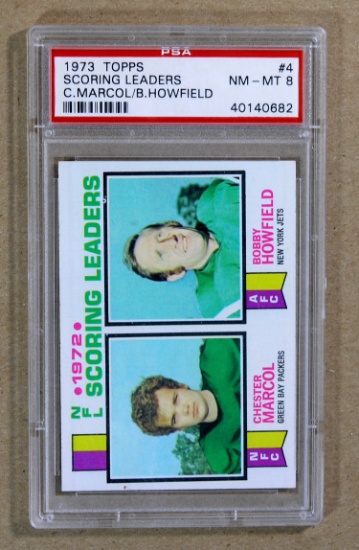 PSA
1973 TOPPS #4
SCORING LEADERS NM-MT 8
C.MARCOL/B.HOWFIELD
40140682
1972
NFL
SCORING LEADERS
NFC
CHESTER
MARCOL
GREEN BAY PACKERS
AFC
BOBBY
HOWFIELD
NEW YORK JETS